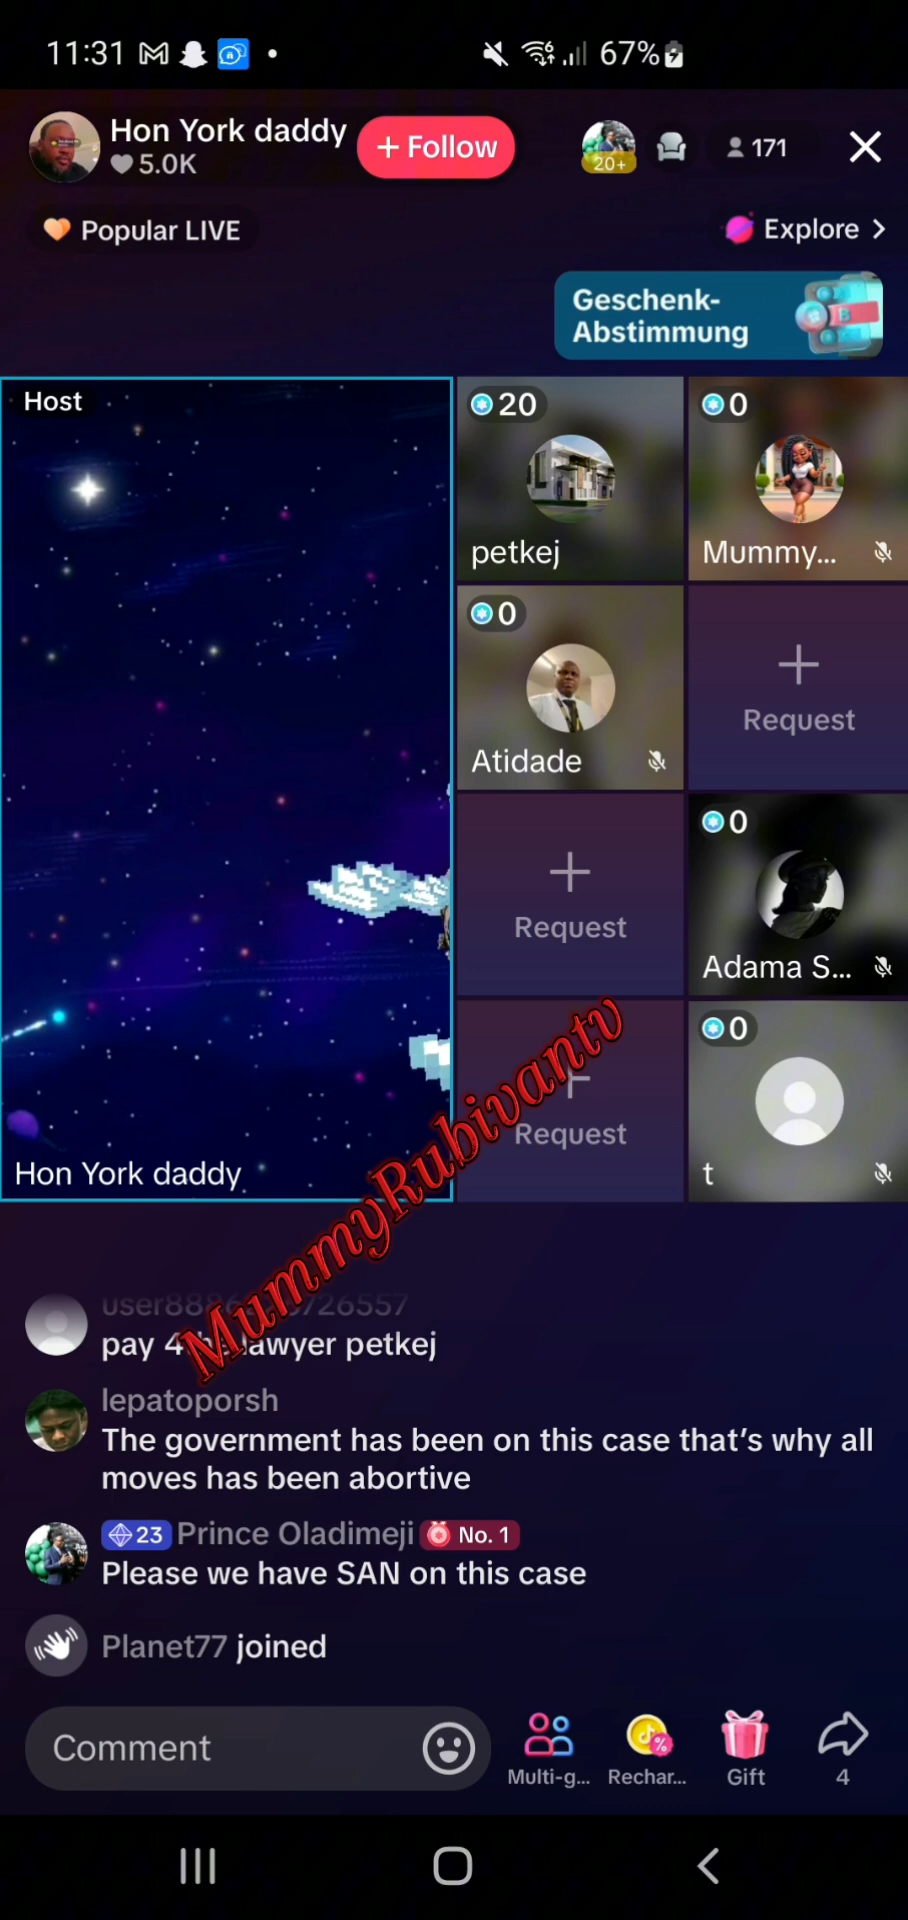 11:31
67%
Hon York daddy
5.0K
+ Follow
20+
171
Popular LIVE
Explore >
Geschenk-
Abstimmung
Host
20
petkej
0
Mummy...
0
Atidade
Request
Request
0
Adama S...
Request
0
t
Hon York daddy
MummyRubivantv
pay lawyer petkej
lepatoporsh
The government has been on this case that’s why all
moves has been abortive
23 Prince Oladimeji No. 1
Please we have SAN on this case
Planet77 joined
Comment
Multi-g...
Rechar...
Gift
4